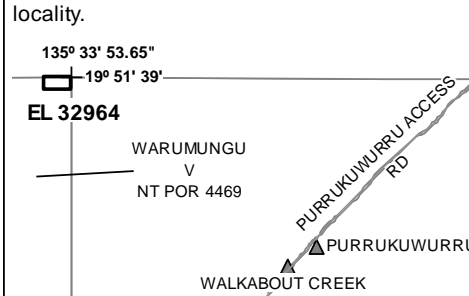 locality.
135º 33' 53.65"
19º 51' 39'
EL 32964
WARUMUNGU
V
NT POR 4469
PURRUKUWURRU ACCESS
RD
PURRUKUWURRU
WALKABOUT CREEK